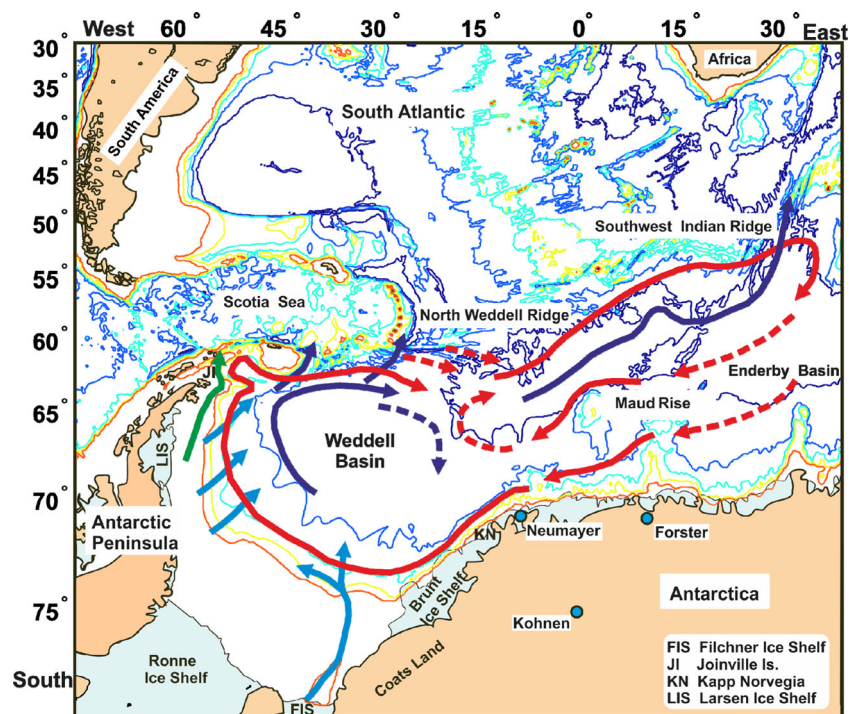 West 60° 45° 30° 15° 0° 15° 30° East
30°
35°
40°
45°
50°
55°
60°
65°
70°
75°
South
South America
Africa
South Atlantic
Southwest Indian Ridge
Scotia Sea
North Weddell Ridge
Enderby Basin
JI
Maud Rise
LIS
Weddell
Basin
Antarctic
Peninsula
KN
Neumayer
Forster
Brunt
Ice Shelf
Antarctica
Kohnen
Coats Land
Ronne
Ice Shelf
FIS
FIS Filchner Ice Shelf
JI Joinville Is.
KN Kapp Norvegia
LIS Larsen Ice Shelf